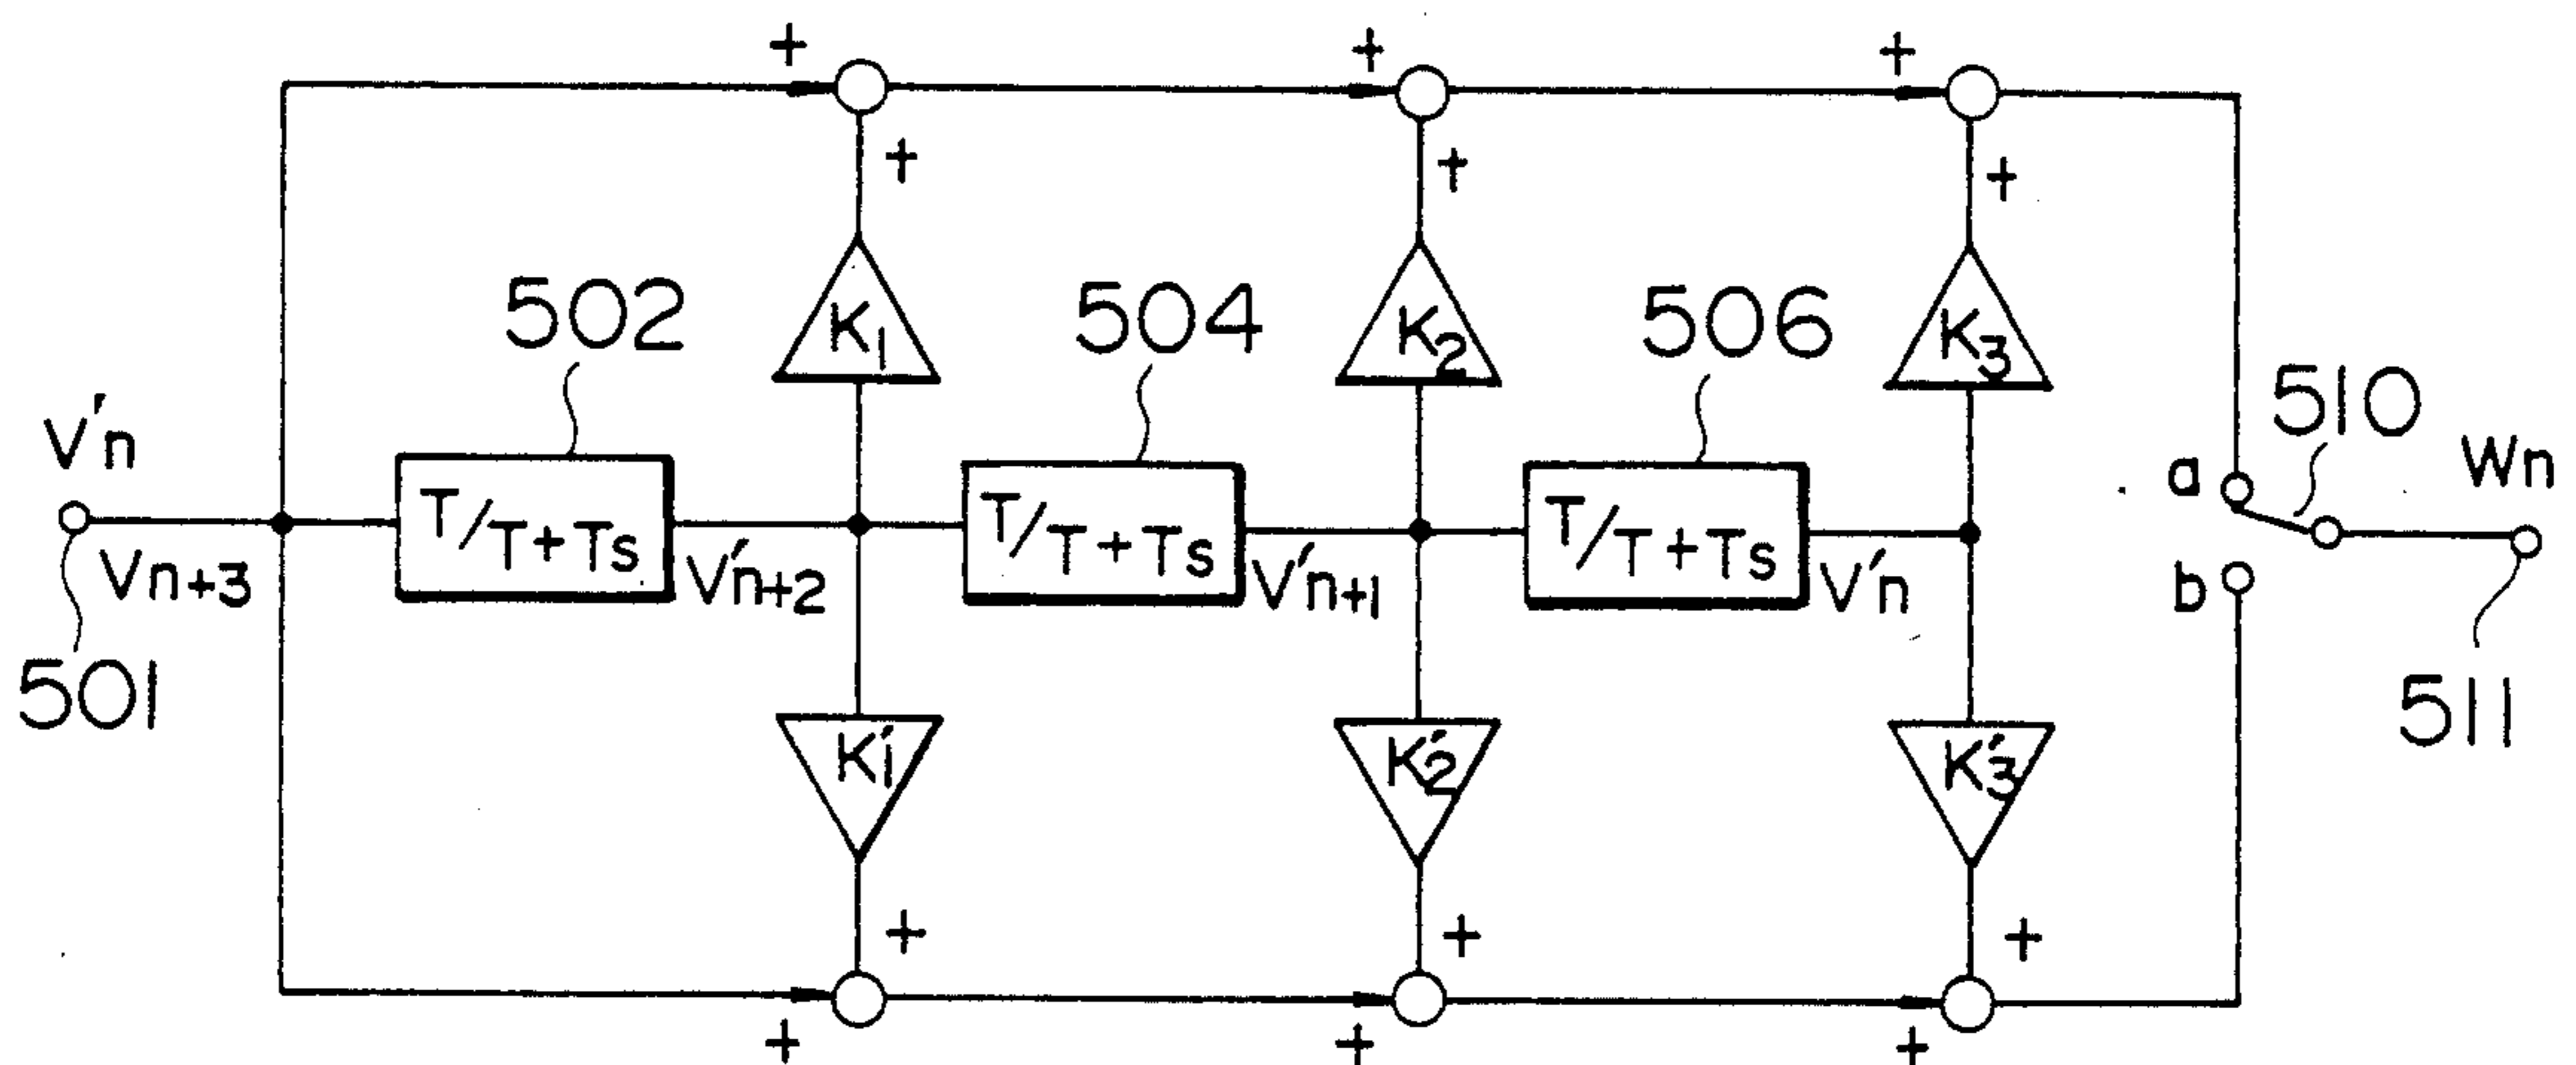 + + +
+ + +
502 504 506
K1 K2 K3
V'n 510
T/T+Ts T/T+Ts T/T+Ts a Wn
Vn+3 V'n+2 V'n+1 V'n b
501 511
K'1 K'2 K'3
+ + +
+ + +